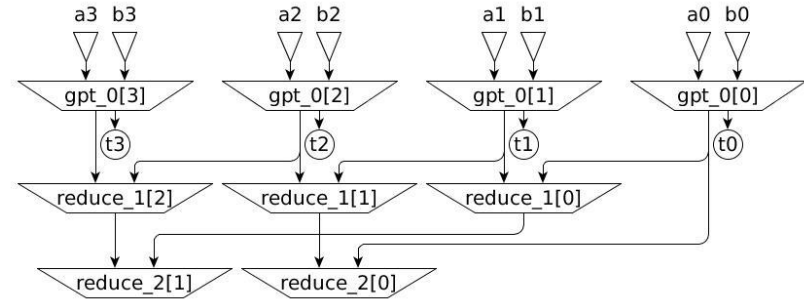 a3 b3 a2 b2 a1 b1 a0 b0
gpt_0[3] gpt_0[2] gpt_0[1] gpt_0[0]
t3 t2 t1 t0
reduce_1[2] reduce_1[1] reduce_1[0]
reduce_2[1] reduce_2[0]